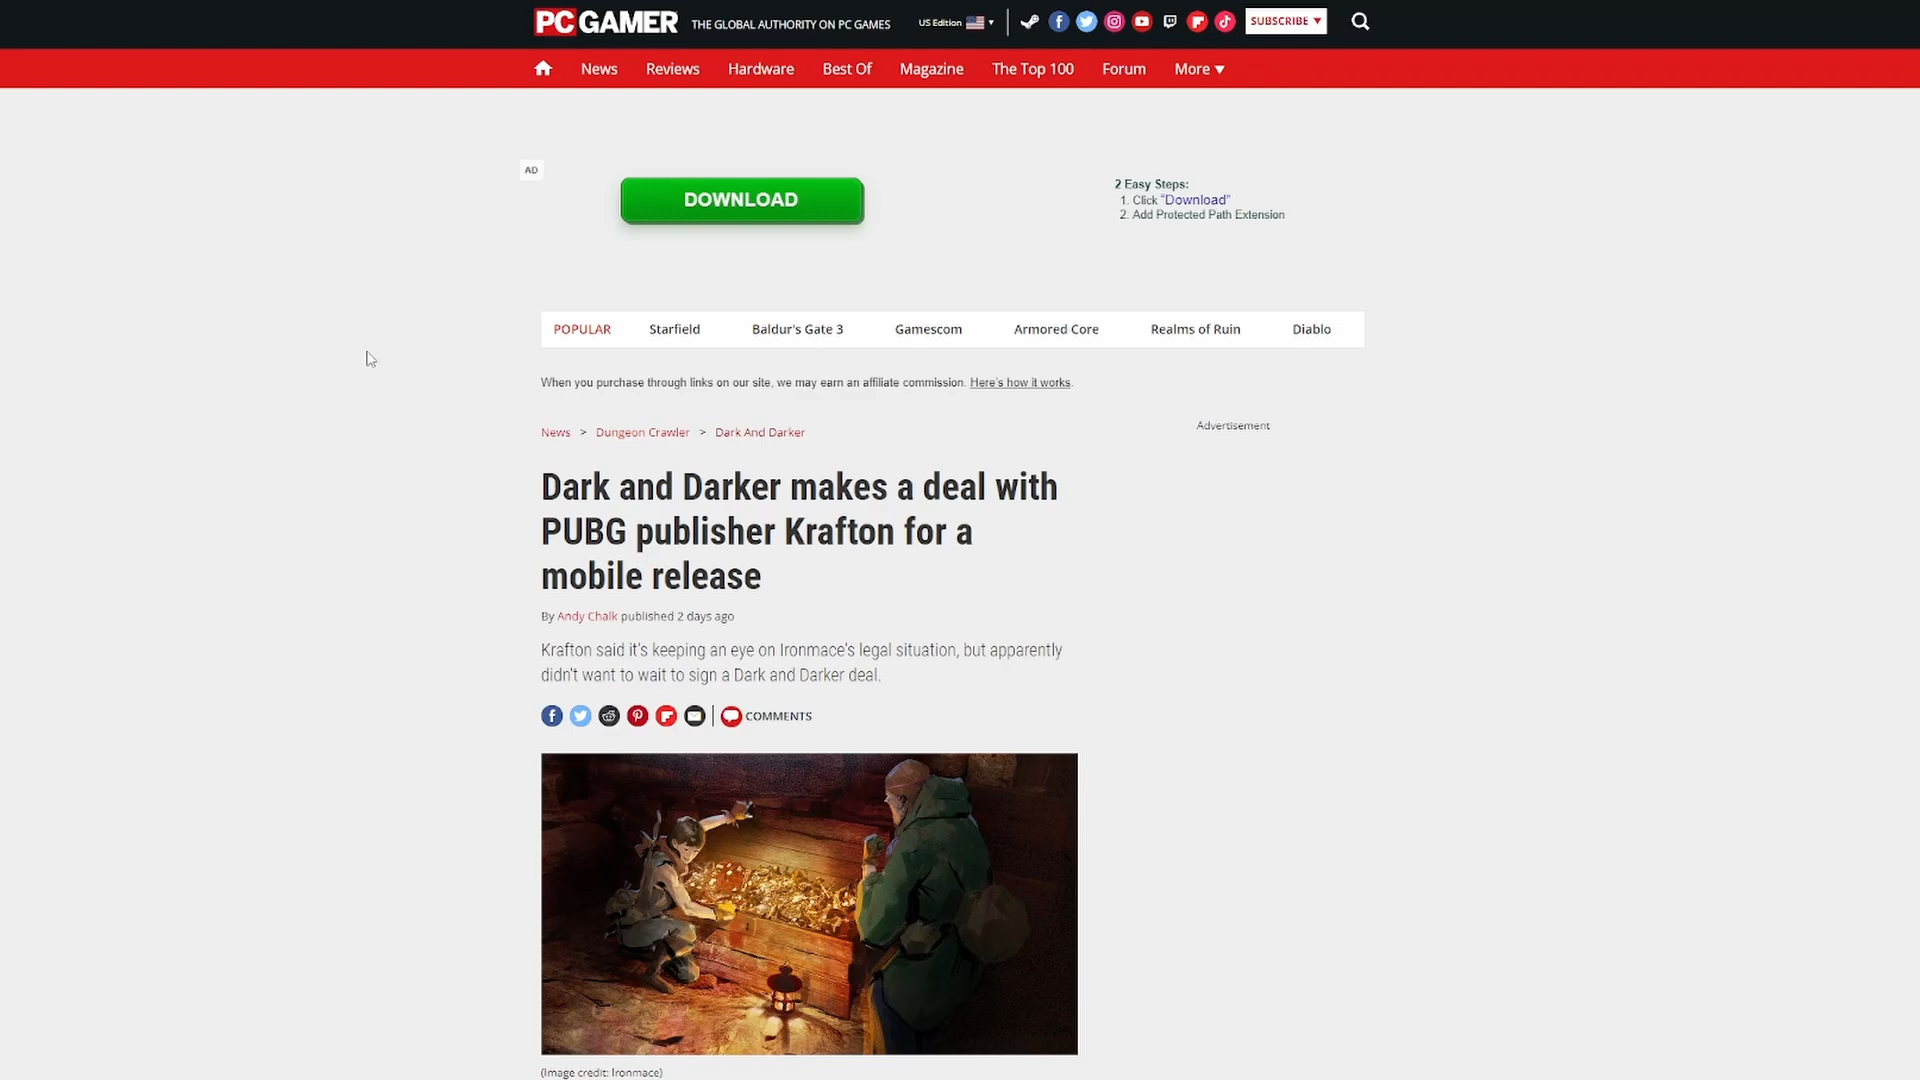 PC GAMER THE GLOBAL AUTHORITY ON PC GAMES US Edition SUBSCRIBE
News Reviews Hardware Best Of Magazine The Top 100 Forum More
AD
DOWNLOAD
2 Easy Steps:
1. Click “Download”
2. Add Protected Path Extension
POPULAR Starfield Baldur's Gate 3 Gamescom Armored Core Realms of Ruin Diablo
When you purchase through links on our site, we may earn an affiliate commission. Here’s how it works.
News > Dungeon Crawler > Dark And Darker
Advertisement
Dark and Darker makes a deal with
PUBG publisher Krafton for a
mobile release
By Andy Chalk published 2 days ago
Krafton said it's keeping an eye on Ironmace's legal situation, but apparently
didn't want to wait to sign a Dark and Darker deal.
COMMENTS
(Image credit: Ironmace)